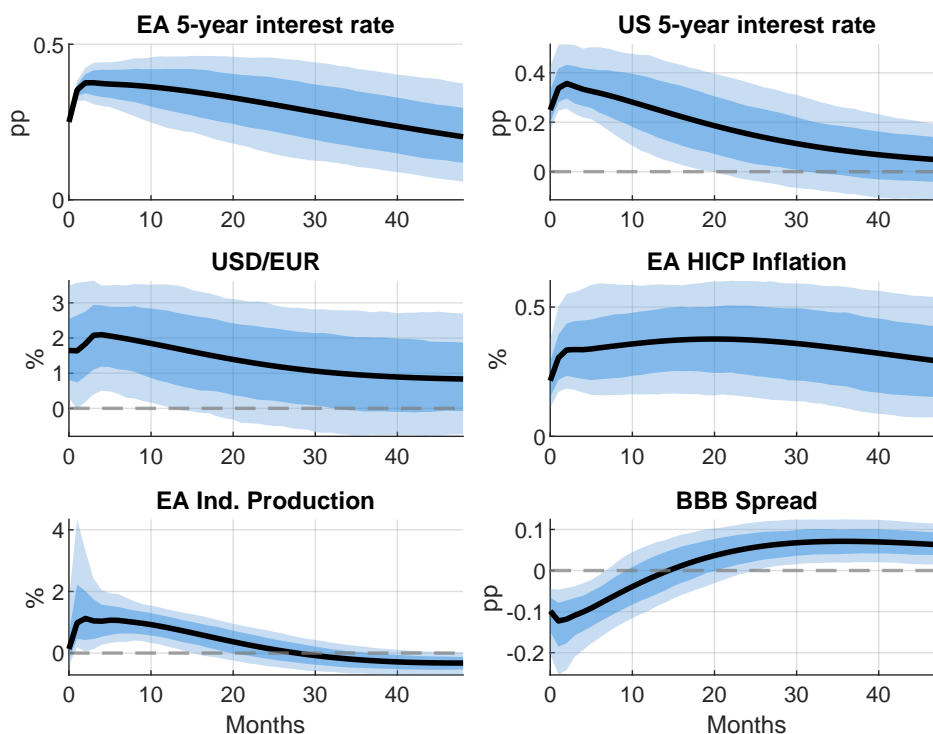 EA 5-year interest rate
0.5
pp
0
0 10 20 30 40
US 5-year interest rate
0.4
0.2
pp
0
0 10 20 30 40
USD/EUR
3
2
%
1
0
0 10 20 30 40
EA HICP Inflation
0.5
%
0
0 10 20 30 40
EA Ind. Production
4
2
%
0
0 10 20 30 40
Months
BBB Spread
0.1
0
pp
-0.1
-0.2
0 10 20 30 40
Months